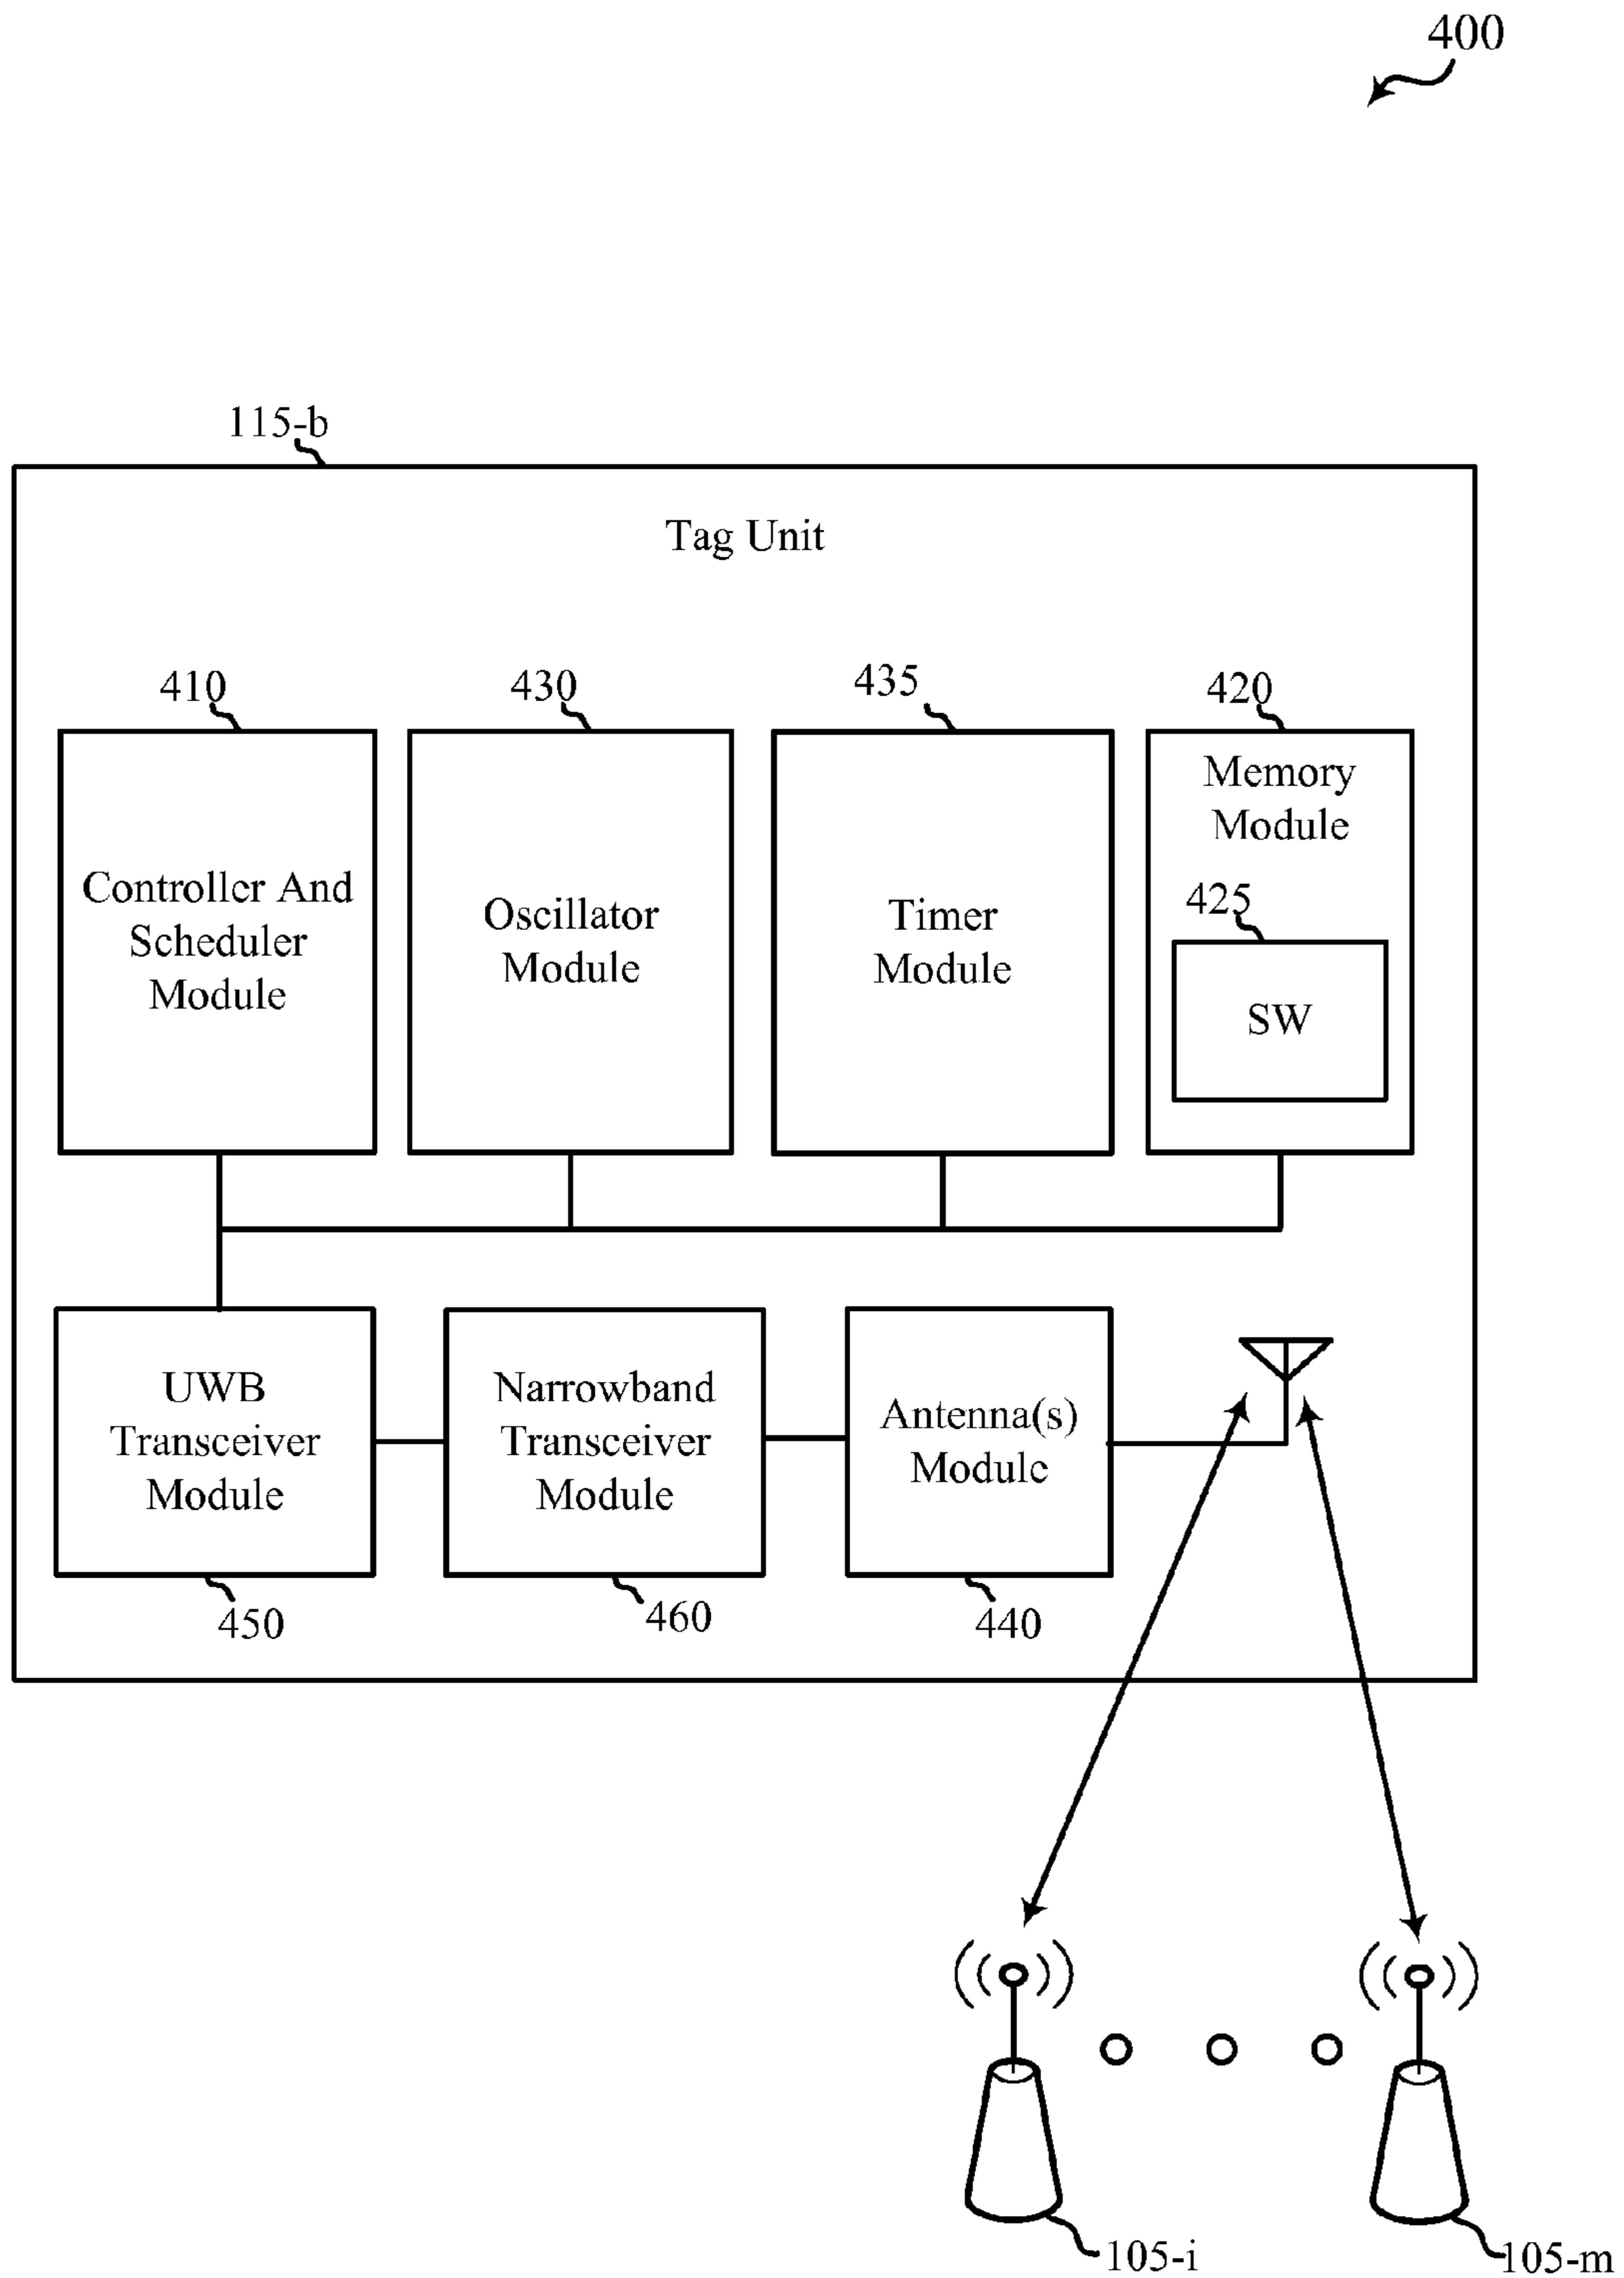 400
115-b
Tag Unit
410
430
435
420
Controller And
Scheduler
Module
Oscillator
Module
Timer
Module
Memory
Module
425
SW
UWB
Transceiver
Module
Narrowband
Transceiver
Module
Antenna(s)
Module
450
460
440
105-i
105-m